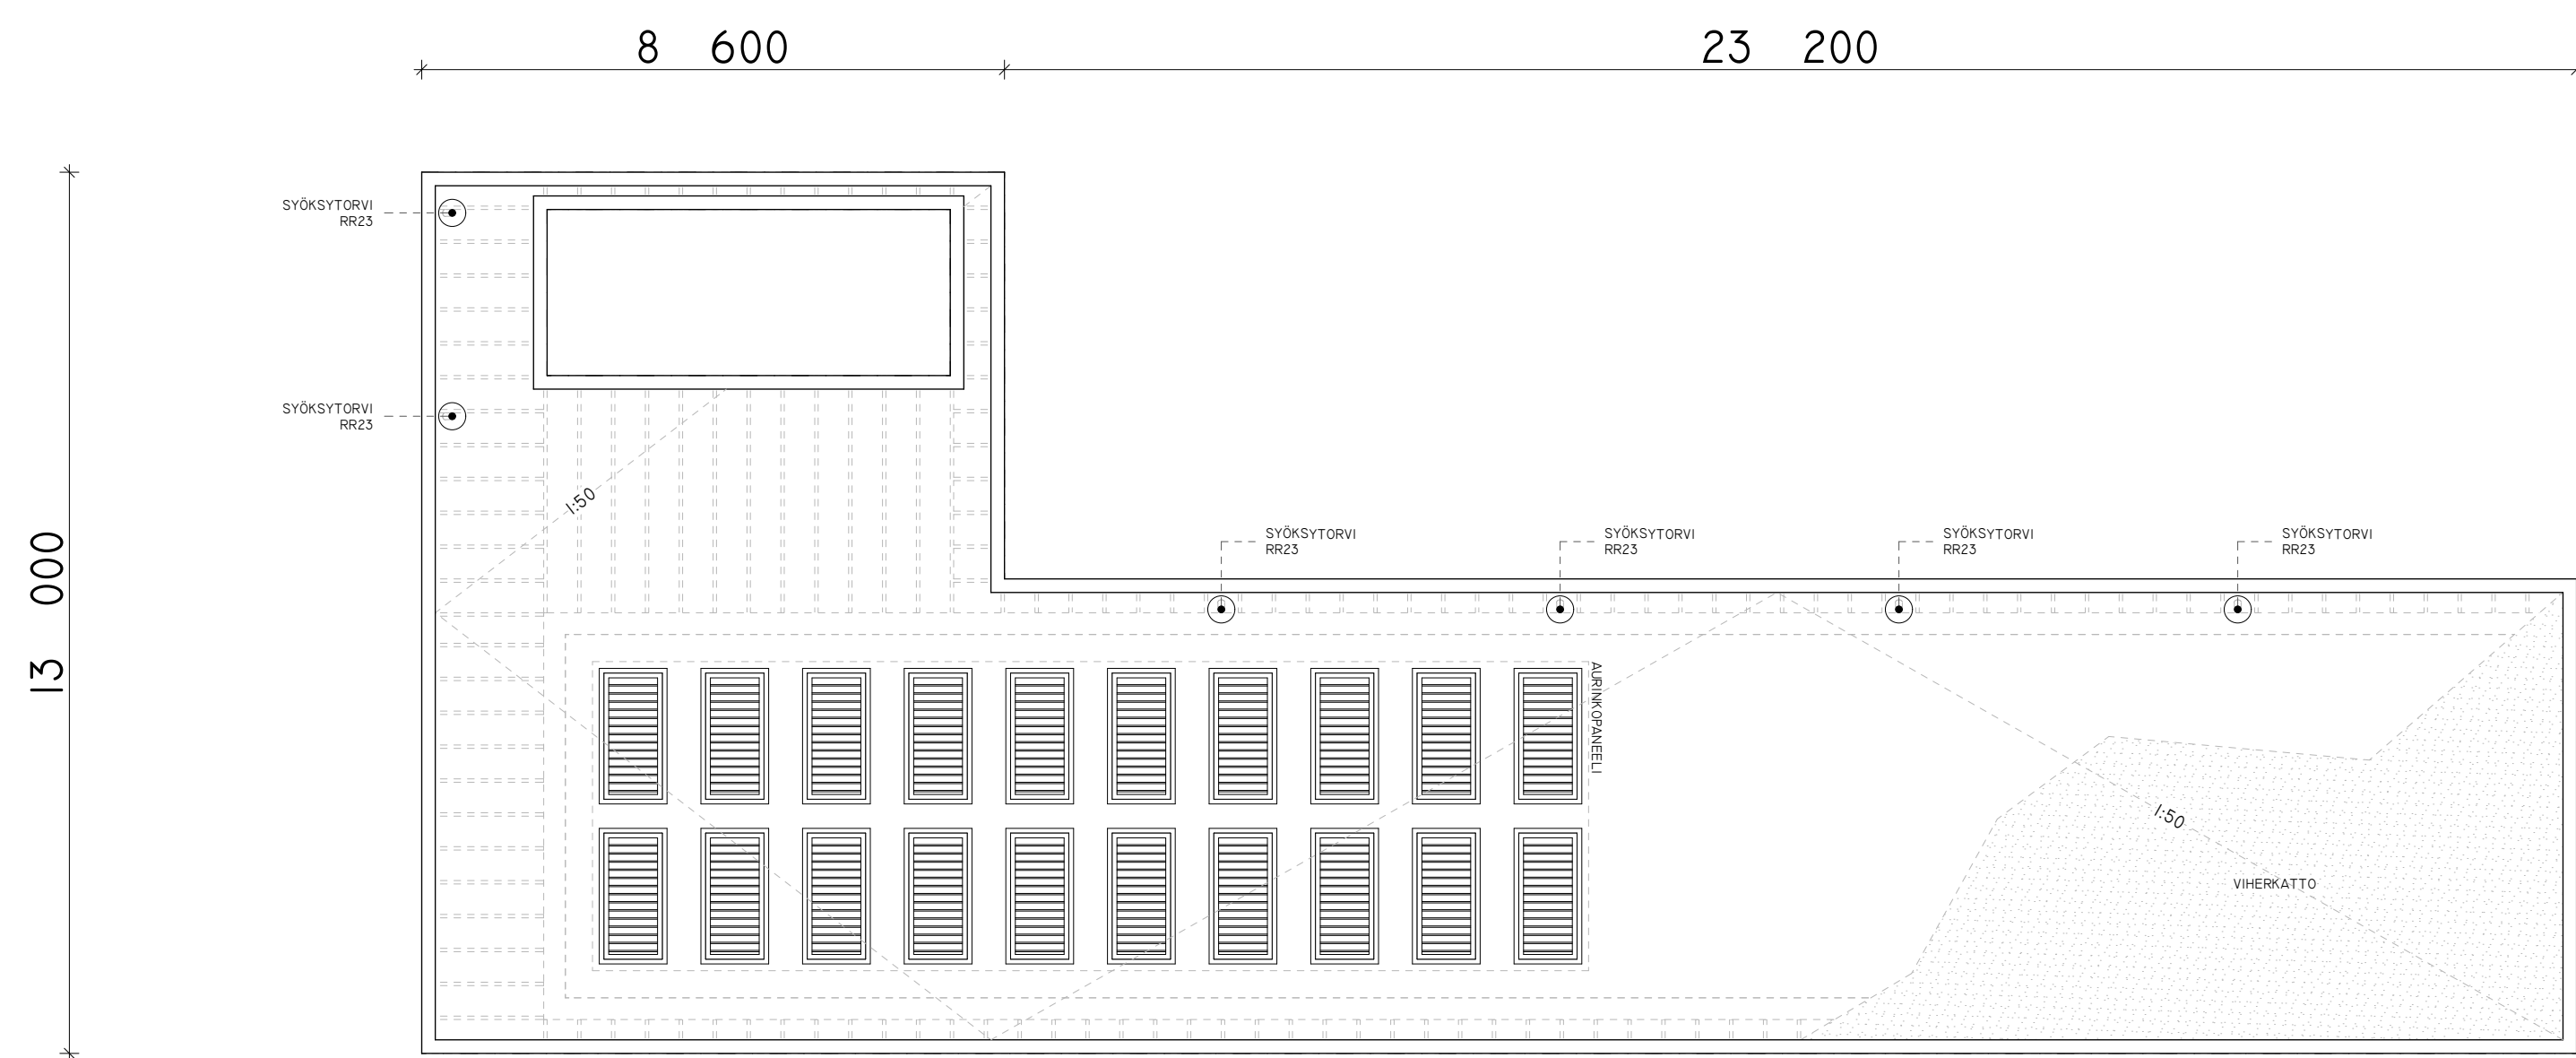 8 600
23 200
13 000
SYÖKSYTORVI
RR23
SYÖKSYTORVI
RR23
1:50
SYÖKSYTORVI
RR23
SYÖKSYTORVI
RR23
SYÖKSYTORVI
RR23
SYÖKSYTORVI
RR23
AURINKOPANEELI
1:50
VIHERKATTO